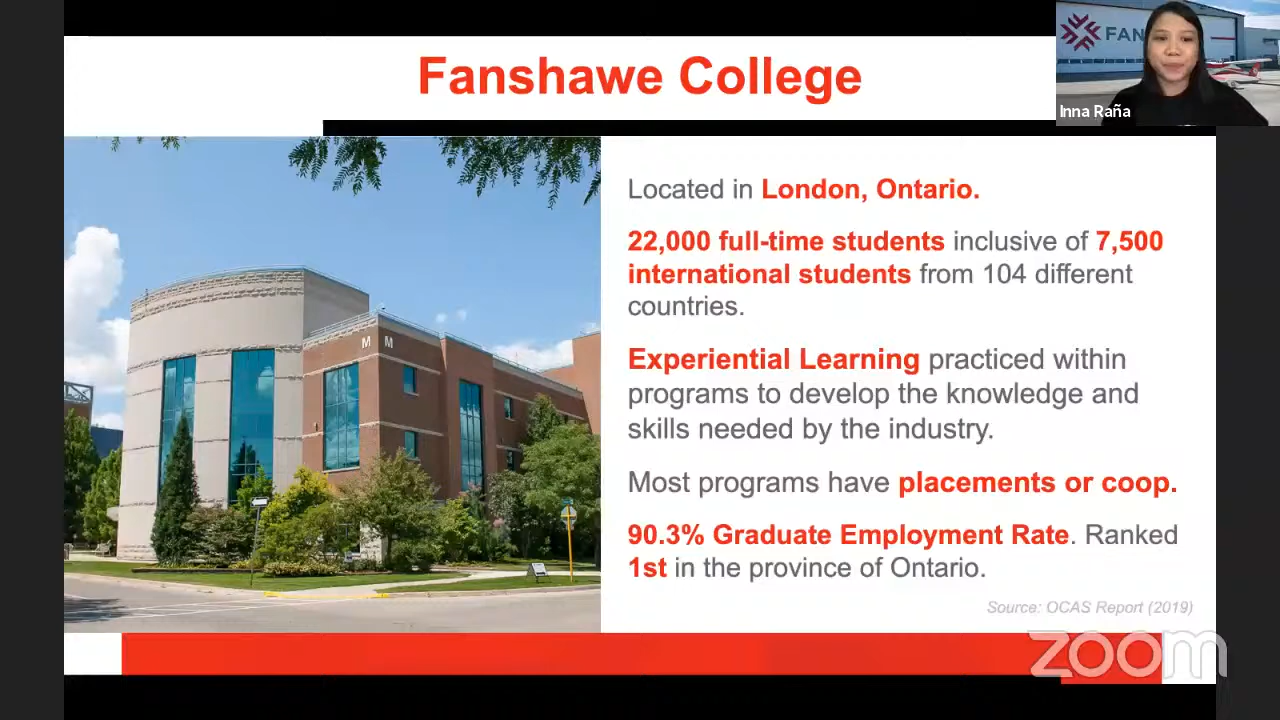 Fanshawe College
FAN
Inna Raña
Located in London, Ontario.
22,000 full-time students inclusive of 7,500
international students from 104 different
countries.
Experiential Learning practiced within
programs to develop the knowledge and
skills needed by the industry.
Most programs have placements or coop.
90.3% Graduate Employment Rate. Ranked
1st in the province of Ontario.
Source: OCAS Report (2019)
M M
zoom